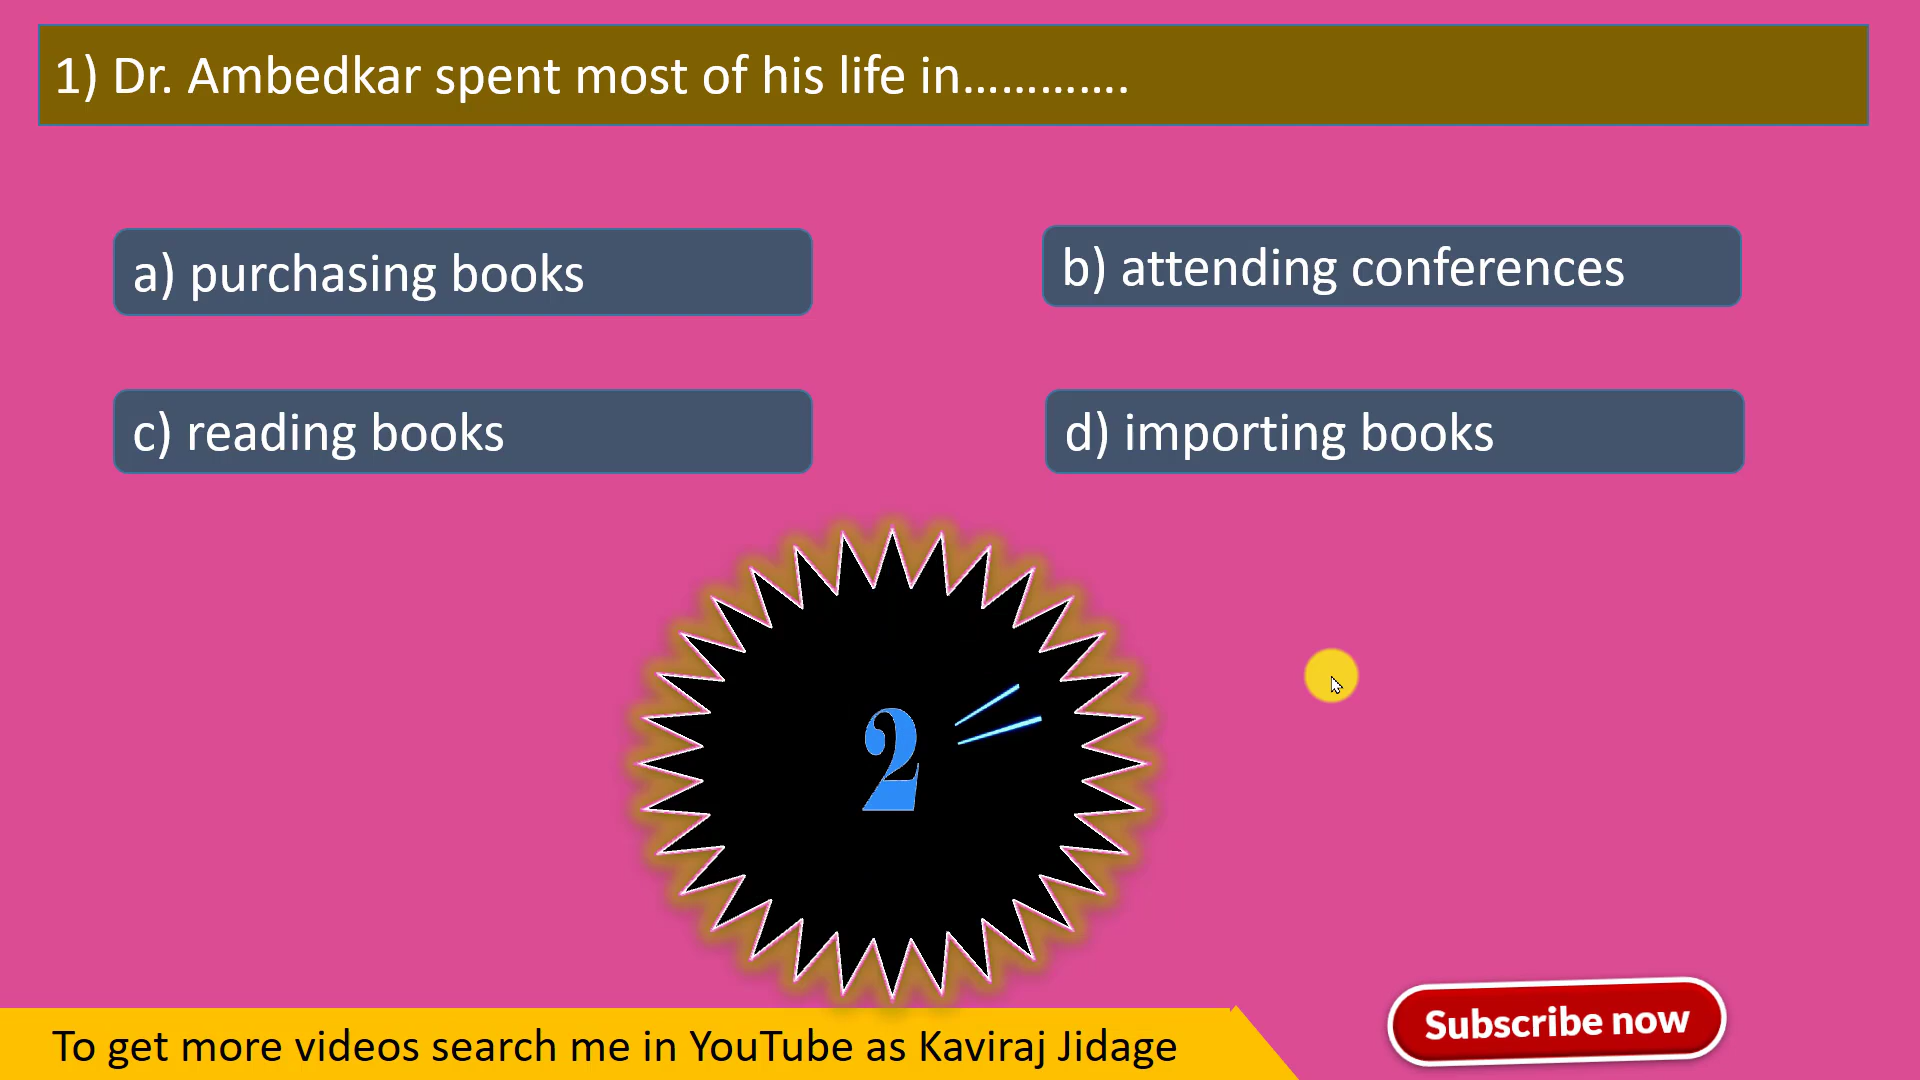 1) Dr. Ambedkar spent most of his life in.............
a) purchasing books
b) attending conferences
c) reading books
d) importing books
2
To get more videos search me in YouTube as Kaviraj Jidage
Subscribe now